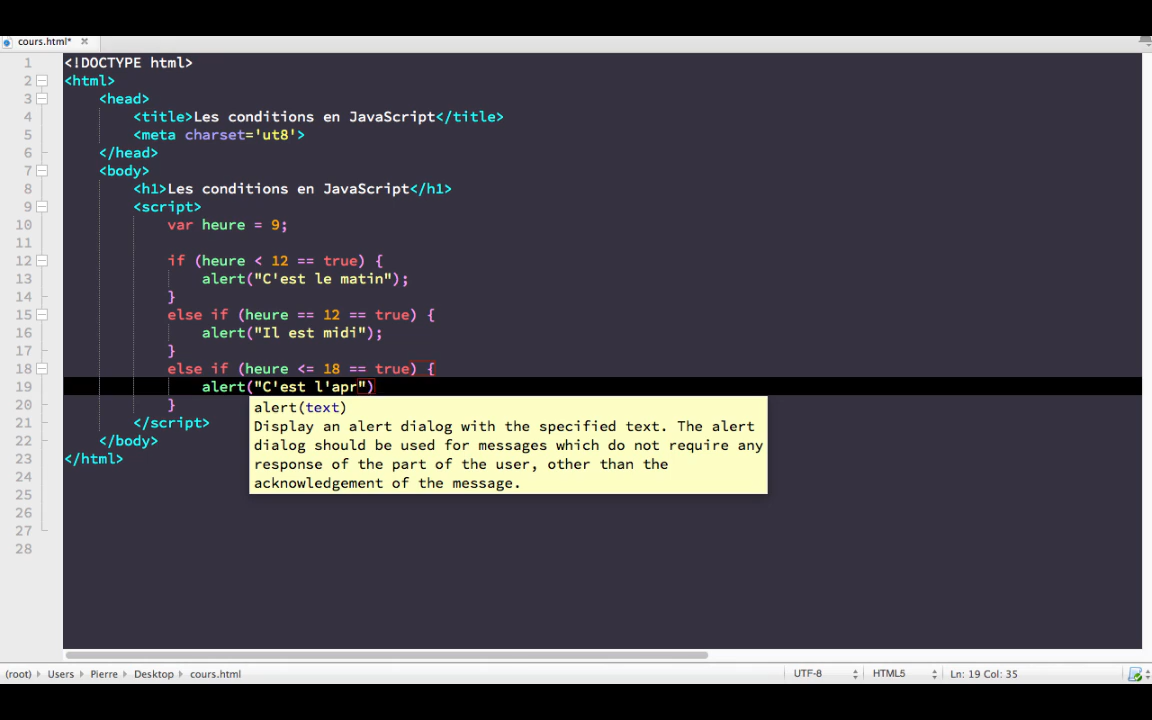 cours.html*
1 <!DOCTYPE html>
2 <html>
3 <head>
4 <title>Les conditions en JavaScript</title>
5 <meta charset='ut8'>
6 </head>
7 <body>
8 <h1>Les conditions en JavaScript</h1>
9 <script>
10 var heure = 9;
11
12 if (heure < 12 == true) {
13 alert("C'est le matin");
14 }
15 else if (heure == 12 == true) {
16 alert("Il est midi");
17 }
18 else if (heure <= 18 == true) {
19 alert("C'est l'apr")
20 }
alert(text)
21 </script>
Display an alert dialog with the specified text. The alert
22 </body>
dialog should be used for messages which do not require any
23 </html>
response of the part of the user, other than the
24
acknowledgement of the message.
25
26
27
28
(root) Users Pierre Desktop cours.html UTF-8 HTML5 Ln: 19 Col: 35